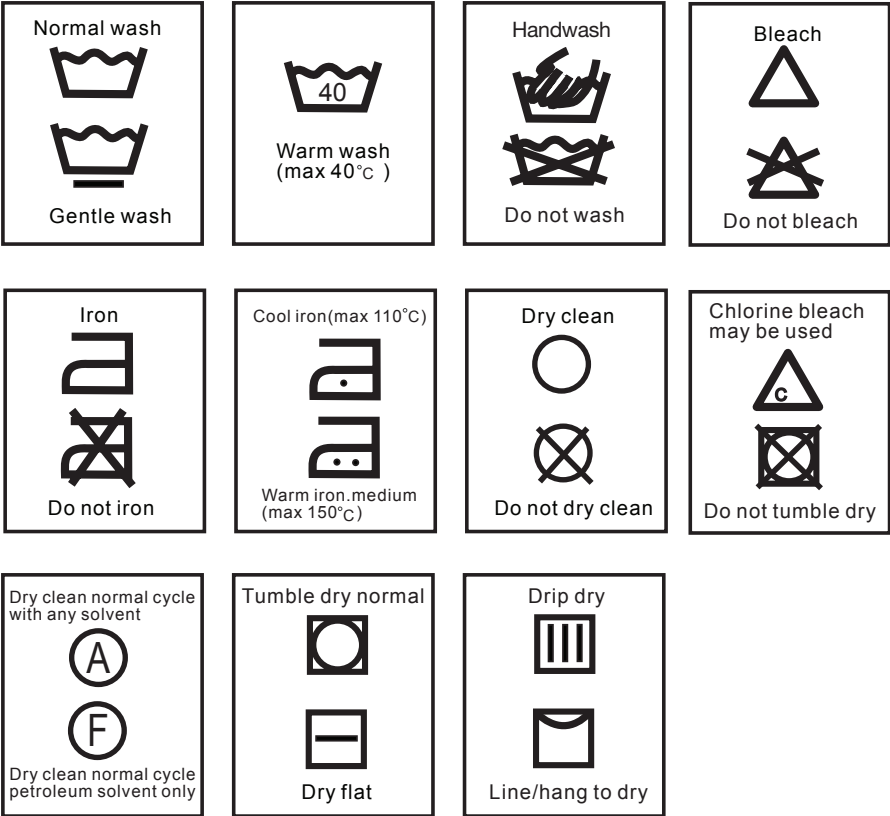 Normal wash
Gentle wash
40
Warm wash
(max 40°C )
Handwash
Do not wash
Bleach
Do not bleach
Iron
Do not iron
Cool iron(max 110°C)
Warm iron.medium
(max 150°C)
Dry clean
Do not dry clean
Chlorine bleach
may be used
c
Do not tumble dry
Dry clean normal cycle
with any solvent
A
F
Dry clean normal cycle
petroleum solvent only
Tumble dry normal
Dry flat
Drip dry
Line/hang to dry